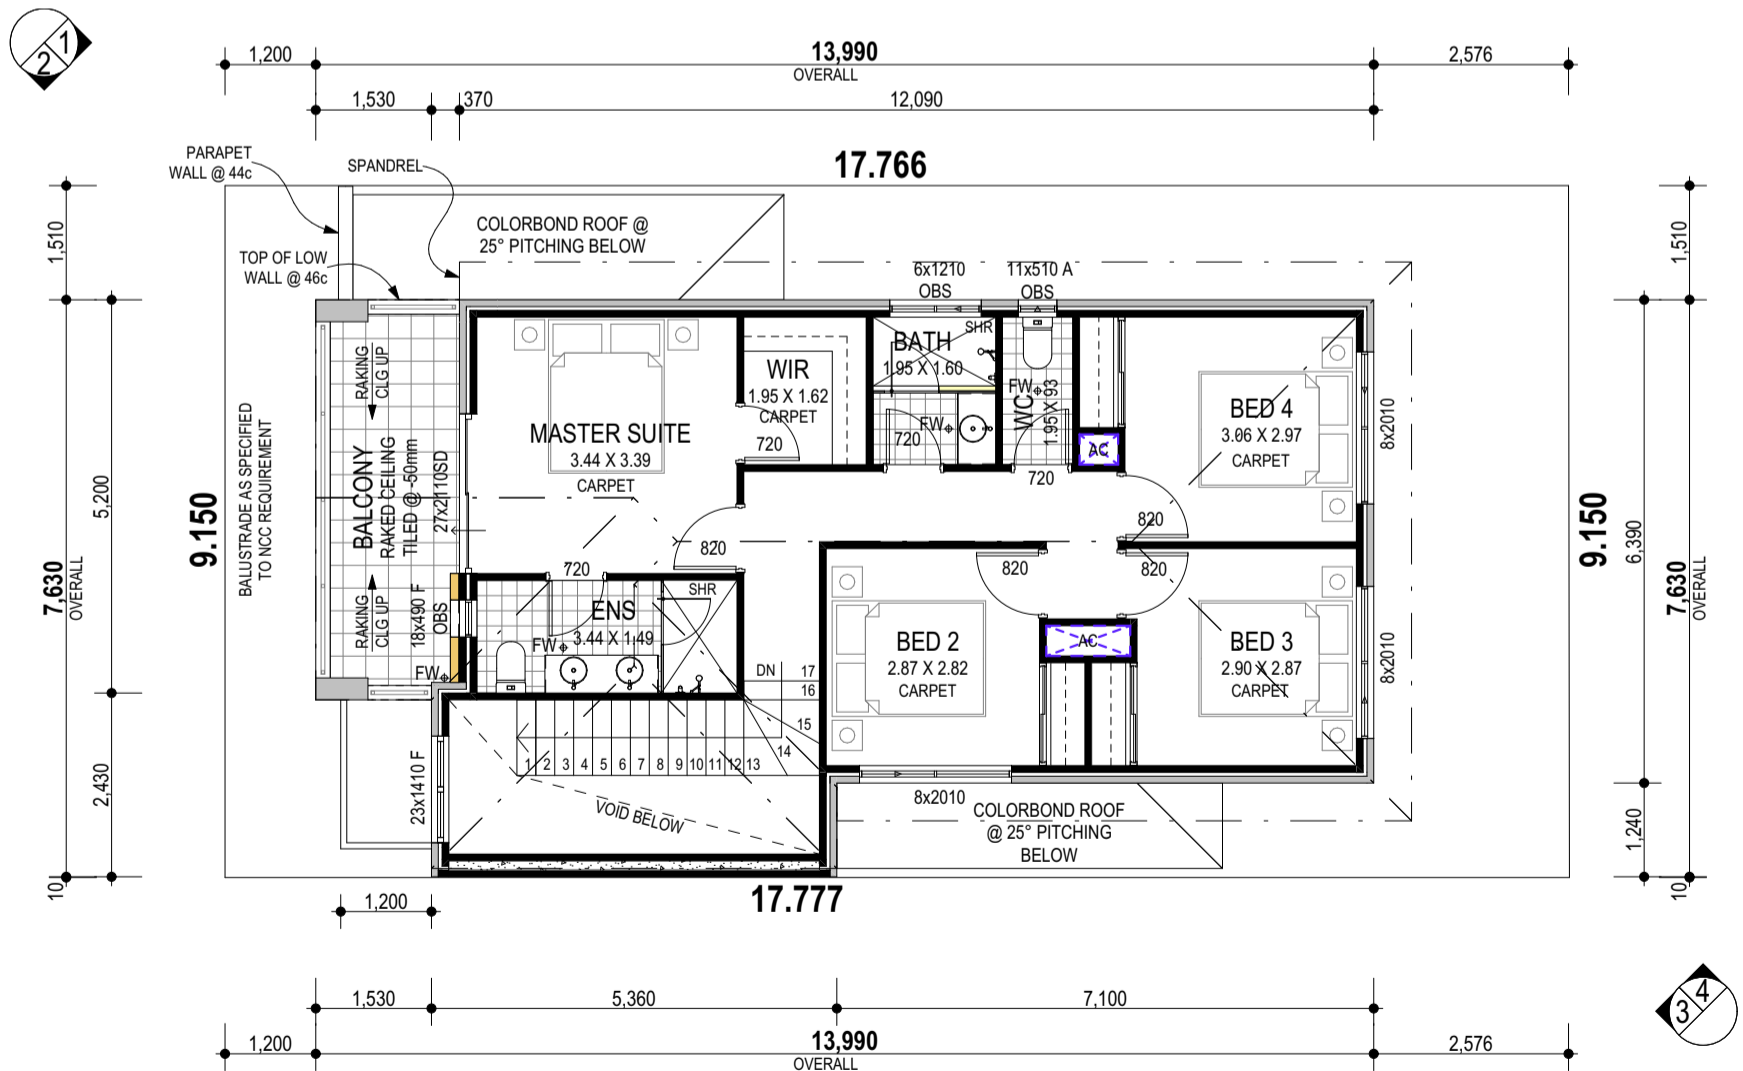 1
2
1,200
13,990
OVERALL
2,576
1,530
370
12,090
PARAPET
WALL @ 44c
SPANDREL
17.766
COLORBOND ROOF @
25° PITCHING BELOW
TOP OF LOW
WALL @ 46c
6x1210
OBS
11x510 A
OBS
1,510
1,510
5,200
7,630
OVERALL
2,430
10
9.150
BALUSTRADE AS SPECIFIED
TO NCC REQUIREMENT
RAKING
CLG UP
BALCONY
RAKED CEILING
TILED @ -50mm
27x2110SD
RAKING
CLG UP
18x490 F
OBS
FW
MASTER SUITE
3.44 X 3.39
CARPET
WIR
1.95 X 1.62
CARPET
720
BATH
1.95 X 1.60
SHR
FW
720
FW
WC
1.95 X 93
720
AC
BED 4
3.06 X 2.97
CARPET
8x2010
820
820
720
ENS
3.44 X 1.49
FW
SHR
820
820
BED 2
2.87 X 2.82
CARPET
AC
BED 3
2.90 X 2.87
CARPET
8x2010
DN
17
16
15
14
1 2 3 4 5 6 7 8 9 10 11 12 13
VOID BELOW
23x1410 F
8x2010
COLORBOND ROOF
@ 25° PITCHING
BELOW
9.150
6,390
7,630
OVERALL
1,240
10
17.777
1,200
1,530
5,360
7,100
1,200
13,990
OVERALL
2,576
4
3